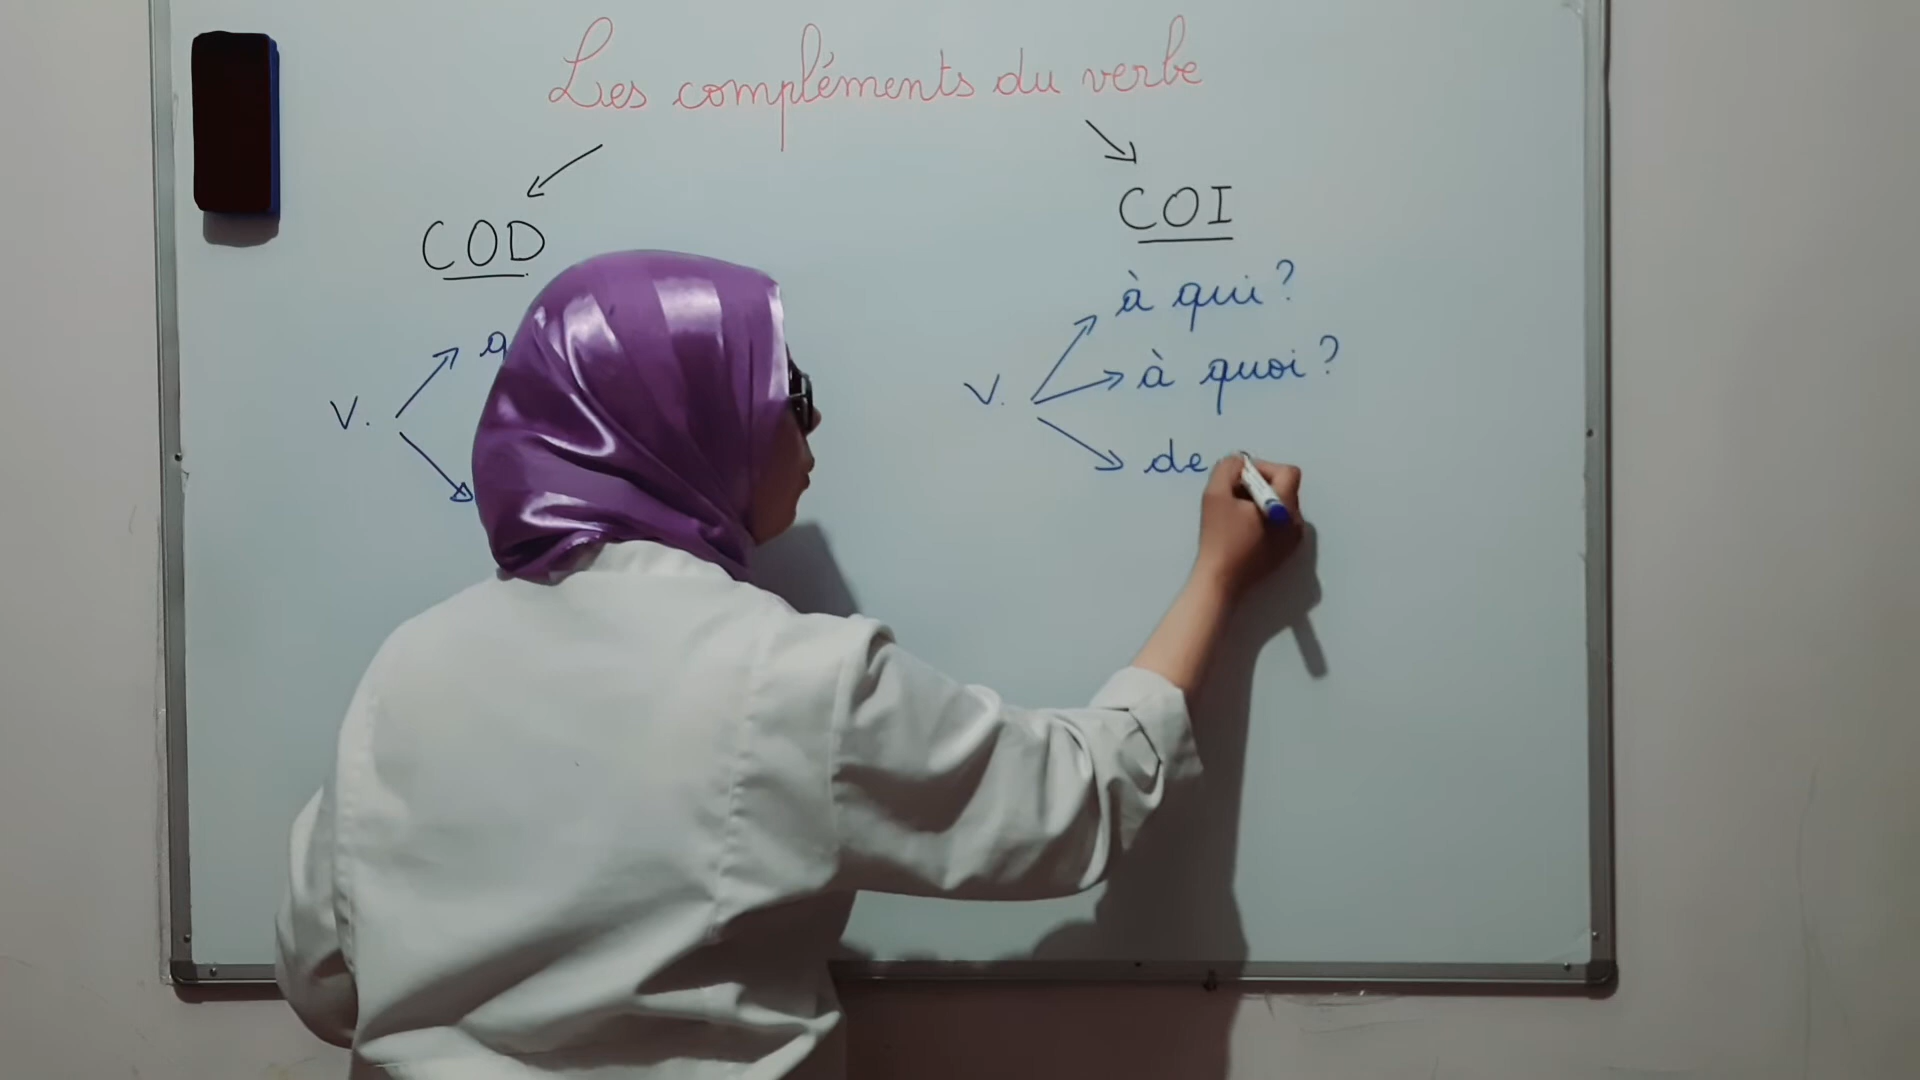 Les compléments du verbe
COD
V.
COI
V.
à qui ?
à quoi ?
de